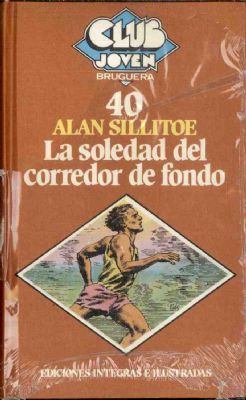 CLUB
JOVEN
BRUGUERA
40
ALAN SILLITOE
La soledad del
corredor de fondo
EDICIONES INTEGRAS E ILUSTRADAS